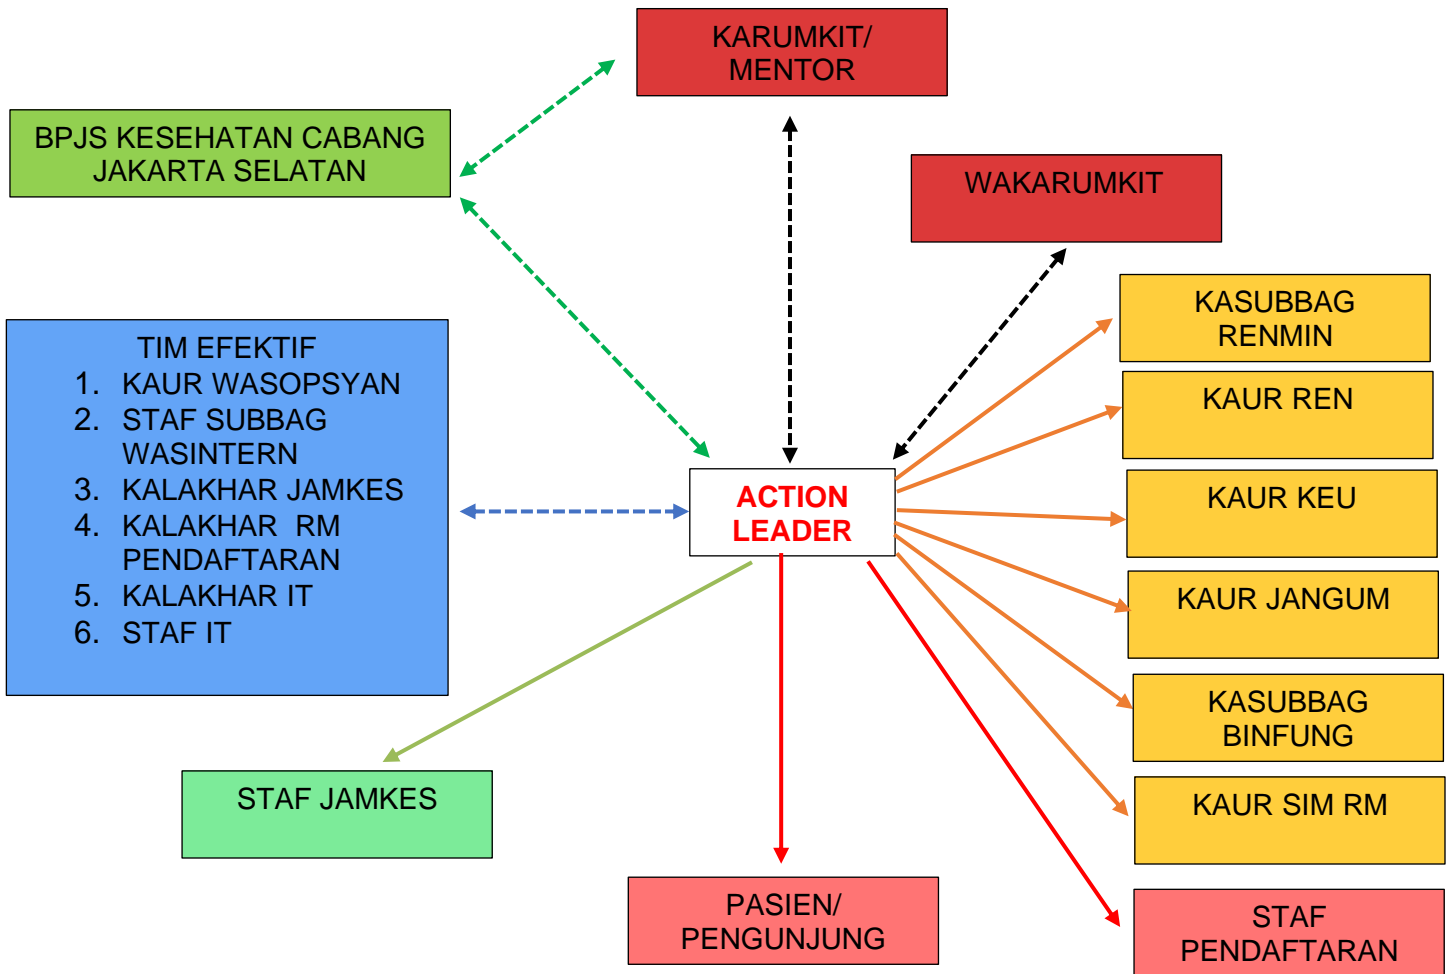 KARUMKIT/
MENTOR
BPJS KESEHATAN CABANG
JAKARTA SELATAN
WAKARUMKIT
KASUBBAG
RENMIN
TIM EFEKTIF
1. KAUR WASOPSYAN
2. STAF SUBBAG
WASINTERN
3. KALAKHAR JAMKES
4. KALAKHAR RM
PENDAFTARAN
5. KALAKHAR IT
6. STAF IT
KAUR REN
ACTION
LEADER
KAUR KEU
KAUR JANGUM
KASUBBAG
BINFUNG
STAF JAMKES
KAUR SIM RM
PASIEN/
PENGUNJUNG
STAF
PENDAFTARAN